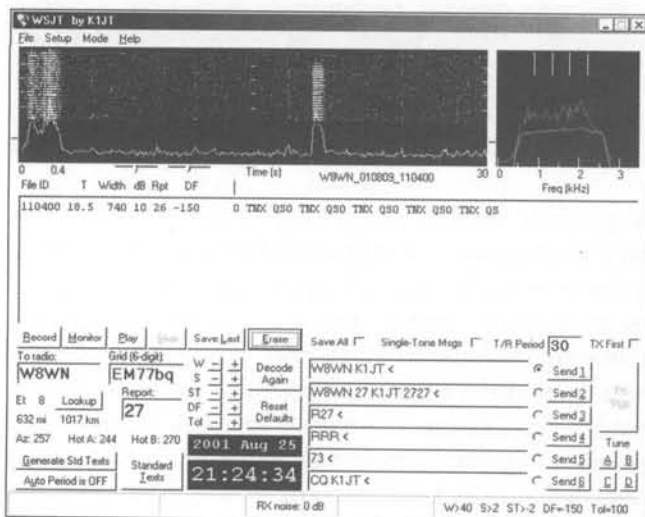 WSJT by K1JT
File Setup Mode Help
0 0.4 Time (s) W8WN_010809_110400 30
0 1 2 3
Freq (kHz)
File ID T Width dB Rpt DF
110400 18.5 740 10 26 -150 O TNX QSO TNX QSO TNX QSO TNX QSO TNX QS
Record Monitor Play Stop Save Last Erase Save All Single-Tone Msgs T/R Period 30 TX First
To radio: Grid (6-digit)
W8WN EM77bq
W - +
S - +
ST - +
DF - +
Tol - +
Decode Again
Reset Defaults
El: 8 Lookup
Report:
27
632 mi 1017 km
Az: 257 Hot A: 244 Hot B: 270
Generate Std Texts
Auto Period is OFF
Standard Texts
2001 Aug 25
21:24:34
W8WN K1JT < Send 1
W8WN 27 K1JT 2727 < Send 2
R27 < Send 3
RRR < Send 4
73 < Send 5
CQ K1JT < Send 6
Tune
A B
C D
RX noise: 0 dB W>40 S>2 ST>-2 DF=-150 Tol=100